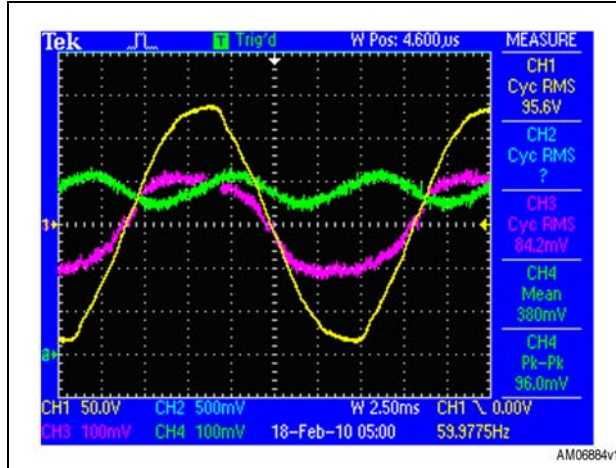 Tek T Trig'd W Pos: 4.600us MEASURE
CH1
Cyc RMS
95.6V
CH2
Cyc RMS
?
CH3
Cyc RMS
84.2mV
CH4
Mean
380mV
CH4
Pk-Pk
96.0mV
1
CH1 50.0V CH2 500mV W 2.50ms CH1 0.00V
CH3 100mV CH4 100mV 18-Feb-10 05:00 59.9775Hz
AM06884v1